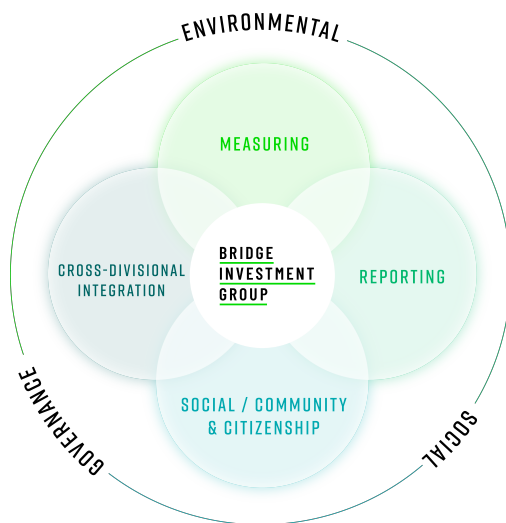 ENVIRONMENTAL
MEASURING
CROSS-DIVISIONAL
INTEGRATION
BRIDGE
INVESTMENT
GROUP
REPORTING
SOCIAL / COMMUNITY
& CITIZENSHIP
GOVERNANCE
SOCIAL